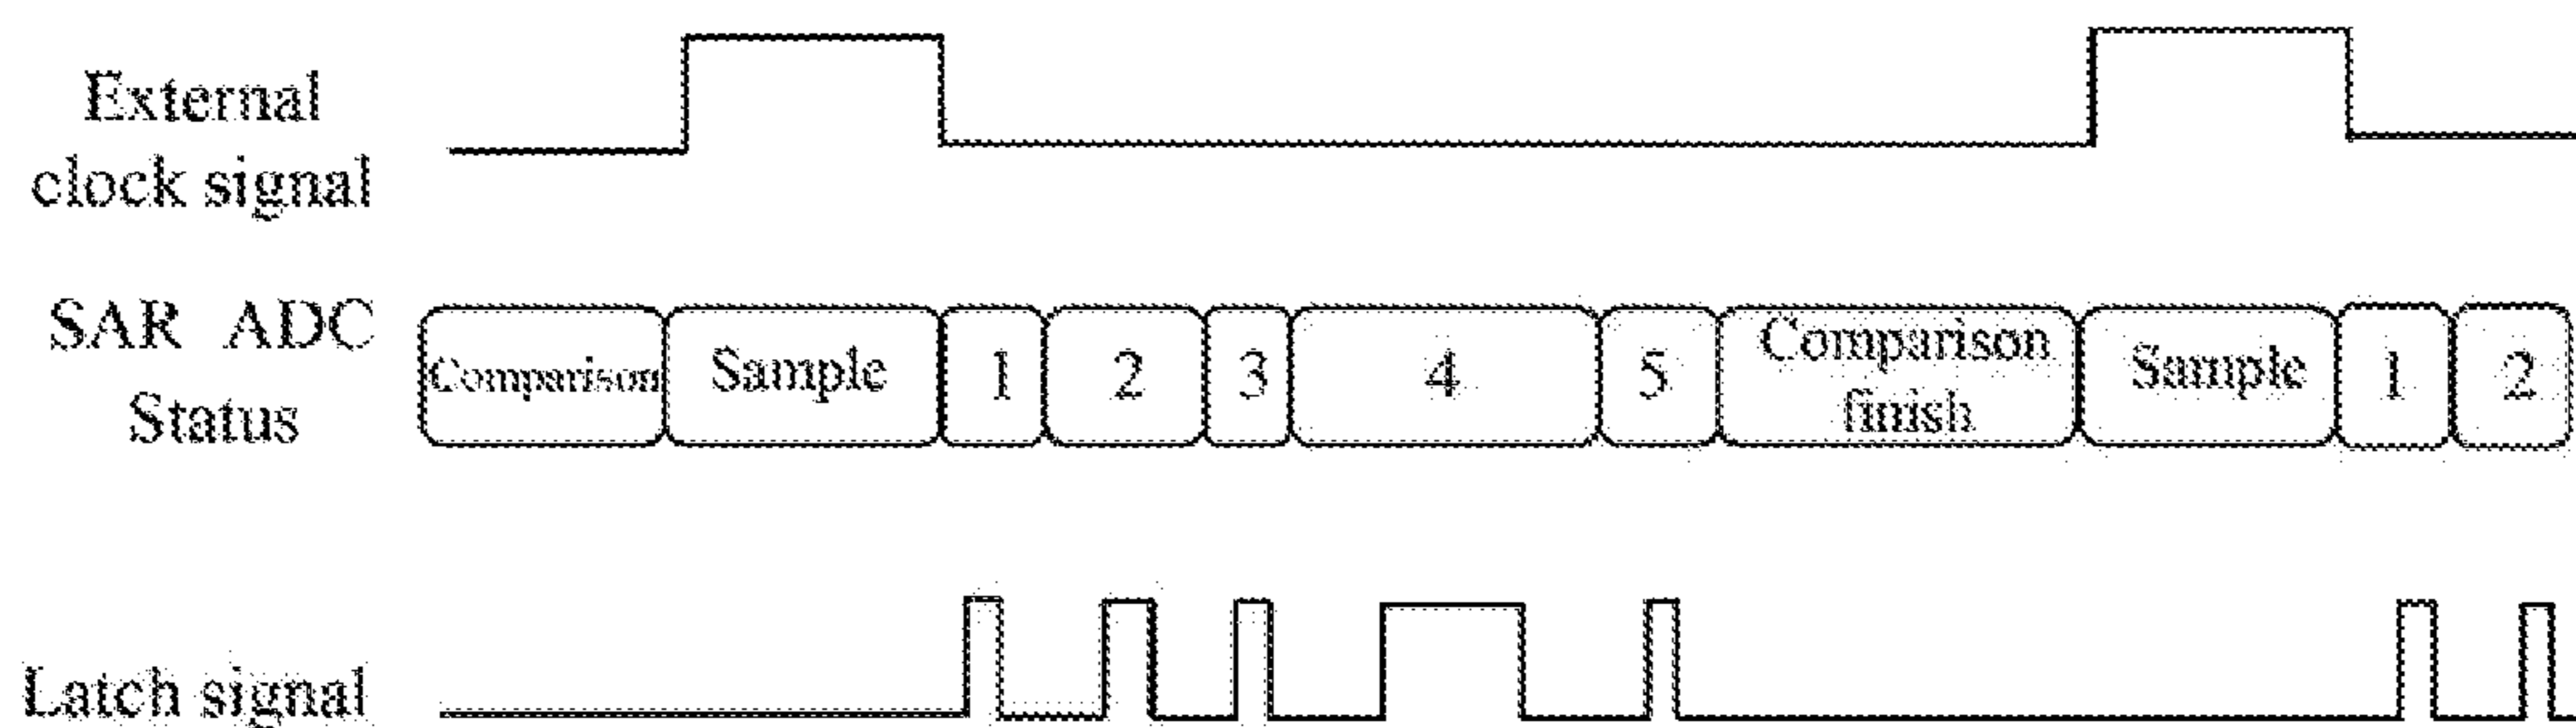 External
clock signal
SAR ADC
Status
Comparison
Sample
1
2
3
4
5
Comparison
finish
Sample
1
2
Latch signal